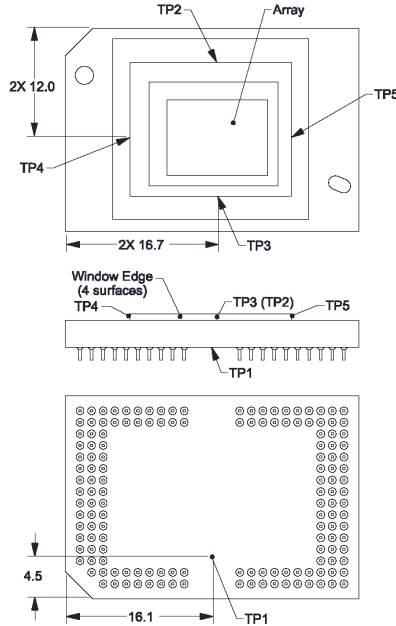 TP2
Array
2X 12.0
TP5
TP4
2X 16.7
TP3
Window Edge
(4 surfaces)
TP4
TP3 (TP2)
TP5
TP1
4.5
16.1
TP1